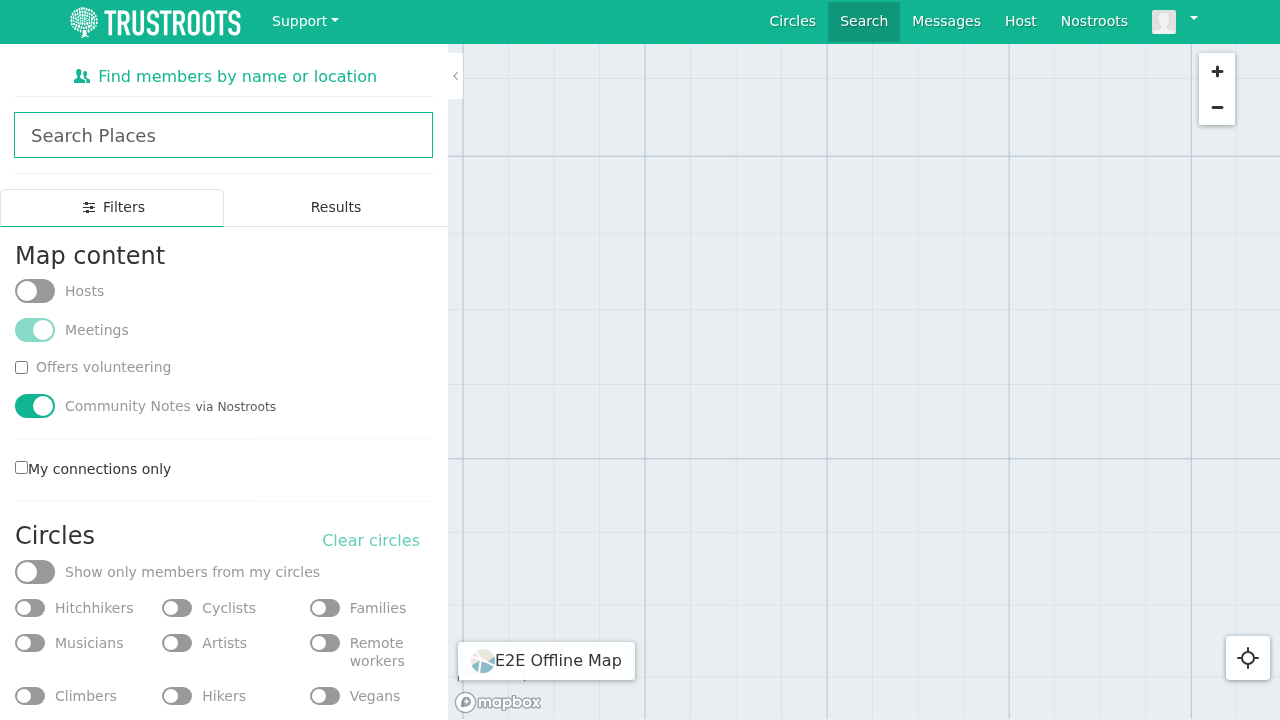 TRUSTROOTS
Support
Circles
Search
Messages
Host
Nostroots
Find members by name or location
Search Places
Filters
Results
Map content
Hosts
Meetings
Offers volunteering
Community Notes via Nostroots
My connections only
Circles
Clear circles
Show only members from my circles
Hitchhikers
Cyclists
Families
Musicians
Artists
Remote
workers
Climbers
Hikers
Vegans
E2E Offline Map
mapbox